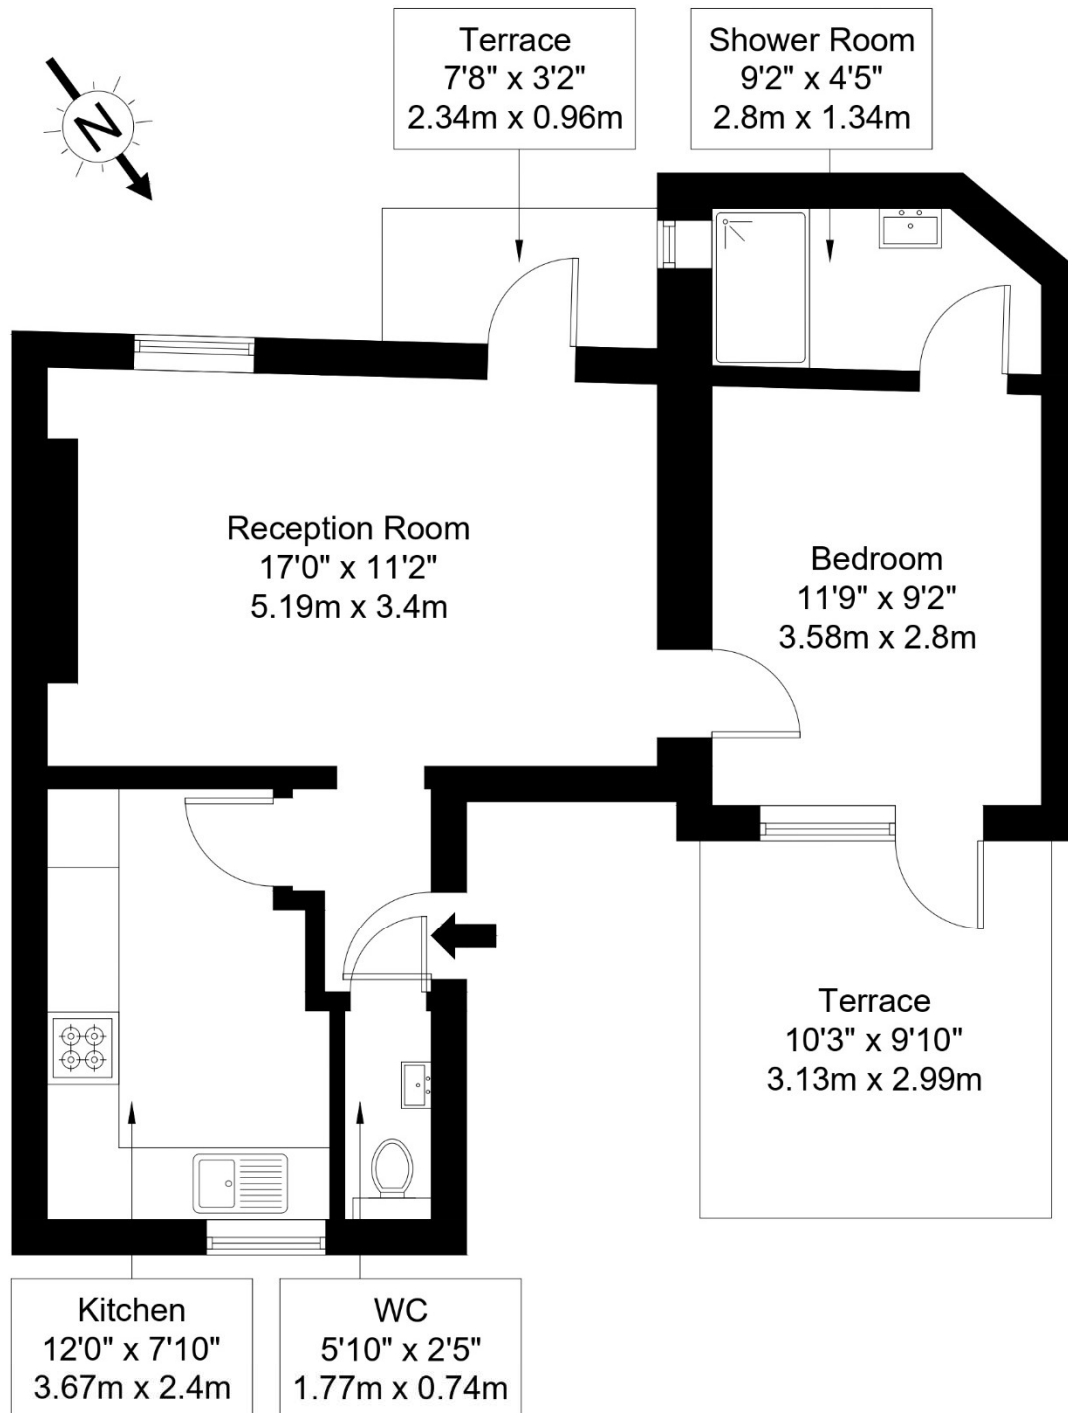 Terrace
7'8" x 3'2"
2.34m x 0.96m
Shower Room
9'2" x 4'5"
2.8m x 1.34m
N
Reception Room
17'0" x 11'2"
5.19m x 3.4m
Bedroom
11'9" x 9'2"
3.58m x 2.8m
Terrace
10'3" x 9'10"
3.13m x 2.99m
Kitchen
12'0" x 7'10"
3.67m x 2.4m
WC
5'10" x 2'5"
1.77m x 0.74m